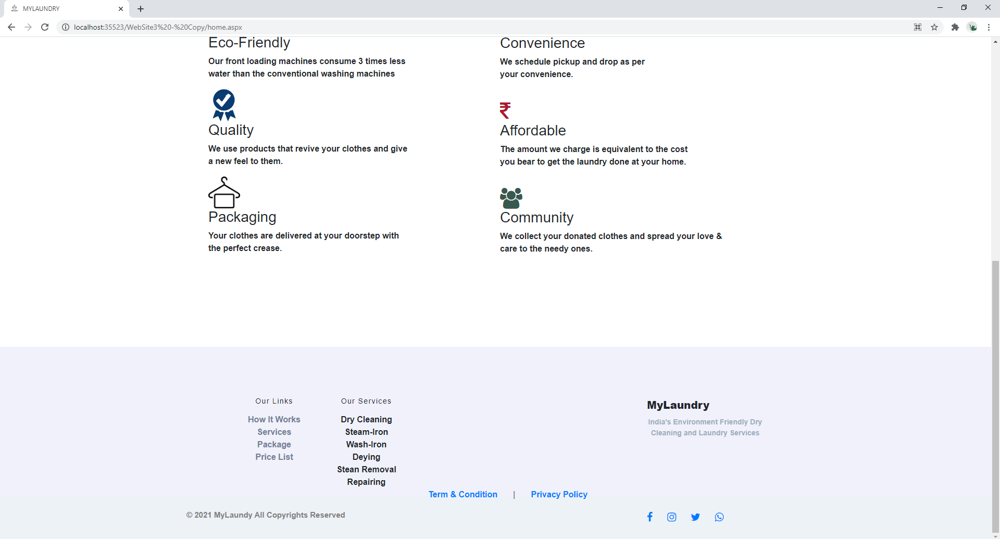 MYLAUNDRY
localhost:35523/WebSite3%20-%20Copy/home.aspx
Eco-Friendly
Our front loading machines consume 3 times less
water than the conventional washing machines
Convenience
We schedule pickup and drop as per
your convenience.
Quality
We use products that revive your clothes and give
a new feel to them.
₹
Affordable
The amount we charge is equivalent to the cost
you bear to get the laundry done at your home.
Packaging
Your clothes are delivered at your doorstep with
the perfect crease.
Community
We collect your donated clothes and spread your love &
care to the needy ones.
Our Links
How It Works
Services
Package
Price List
Our Services
Dry Cleaning
Steam-Iron
Wash-Iron
Deying
Stean Removal
Repairing
MyLaundry
India's Environment Friendly Dry
Cleaning and Laundry Services
Term & Condition | Privacy Policy
© 2021 MyLaundy All Copyrights Reserved